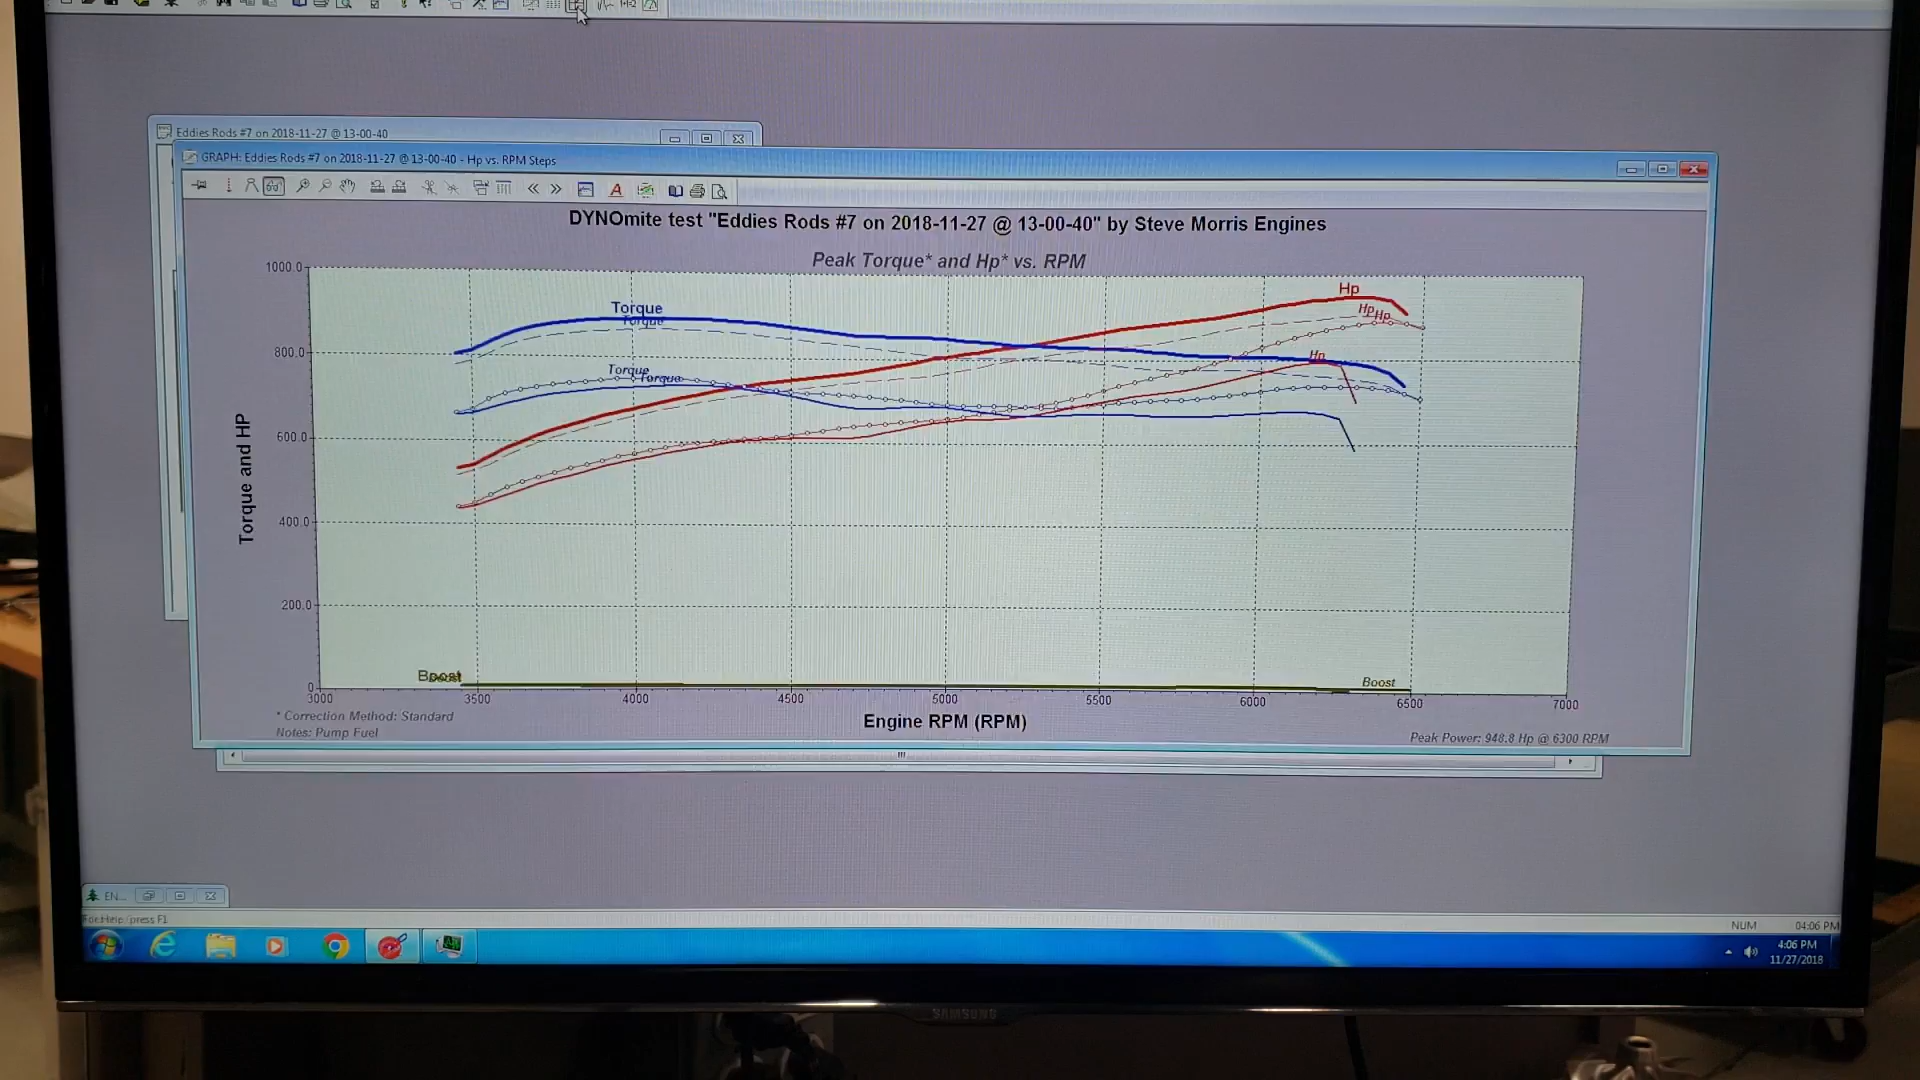 Eddies Rods #7 on 2018-11-27 @ 13-00-40
GRAPH: Eddies Rods #7 on 2018-11-27 @ 13-00-40 - Hp vs. RPM Steps
A
DYNOmite test "Eddies Rods #7 on 2018-11-27 @ 13-00-40" by Steve Morris Engines
Peak Torque* and Hp* vs. RPM
Torque and HP
1000.0
800.0
600.0
400.0
200.0
0
Torque
Torque
Torque
Torque
Hp
Hp
Hp
Hp
Boost
Boost
3000 3500 4000 4500 5000 5500 6000 6500 7000
Engine RPM (RPM)
* Correction Method: Standard
Notes: Pump Fuel
Peak Power: 948.8 Hp @ 6300 RPM
EN...
For Help, press F1
NUM 04:06 PM
4:06 PM
11/27/2018
SAMSUNG